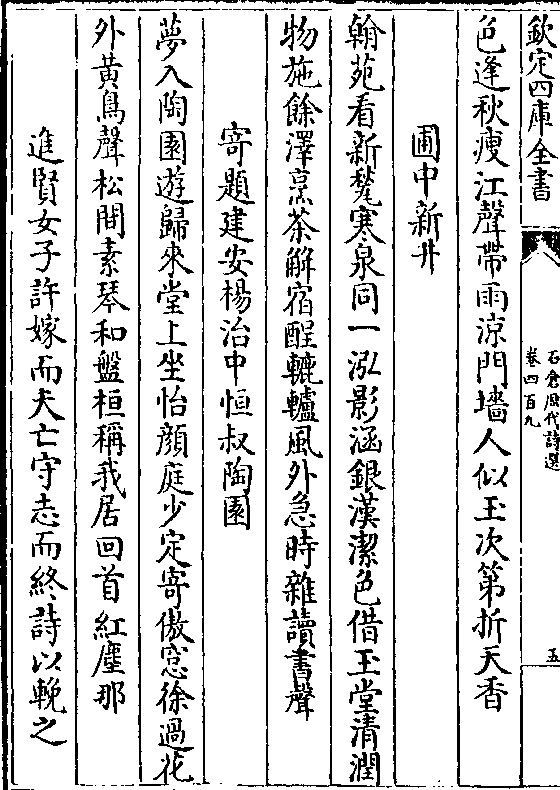 欽定四庫全書
石倉歷代詩選
卷四百九
五
色逢秋瘦江聲帶雨涼門墻人似玉次第折天香
圃中新井
翰苑看新甃寒泉同一泓影涵銀漢潔色借玉堂清潤
物施餘澤烹茶解宿酲轆轤風外急時雜讀書聲
寄題建安楊治中恒叔陶園
夢入陶園遊歸來堂上坐怡顔庭少定寄傲窓徐過花
外黃鳥聲松間素琴和盤桓稱我居回首紅塵那
進賢女子許嫁而夫亡守志而終詩以輓之